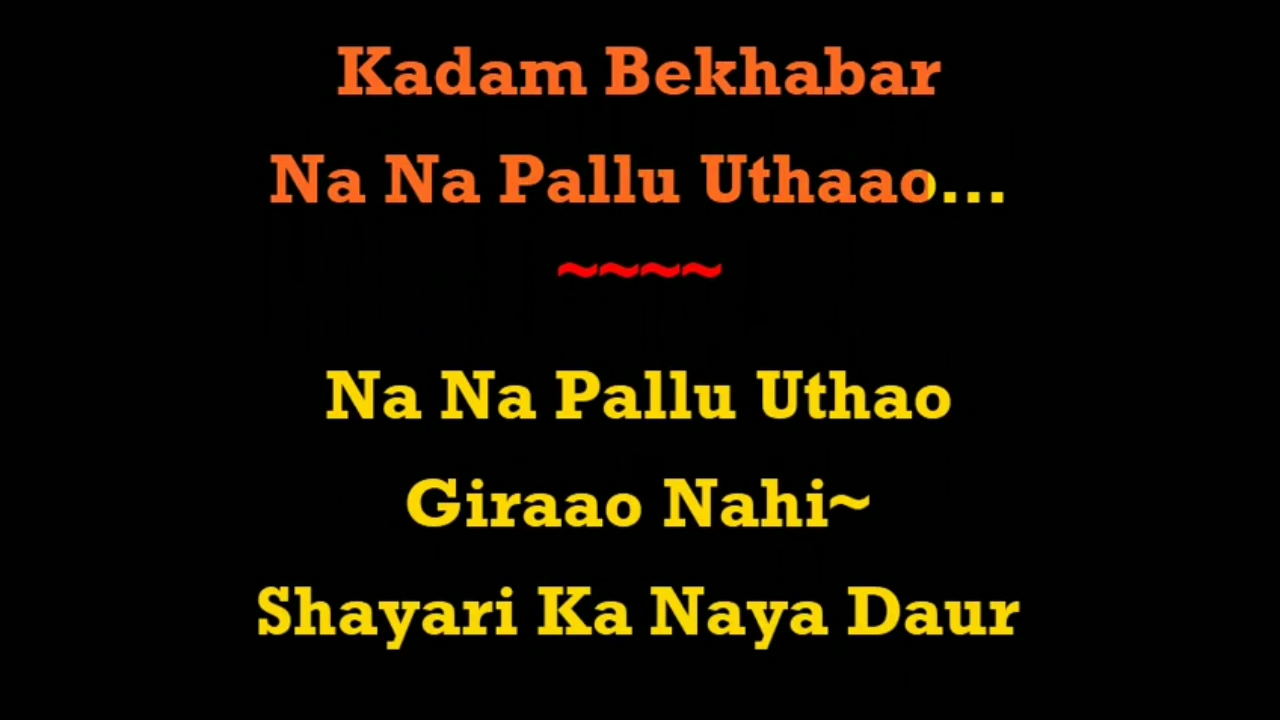 Kadam Bekhabar
Na Na Pallu Uthaao...
~~~~
Na Na Pallu Uthao
Giraao Nahi~
Shayari Ka Naya Daur